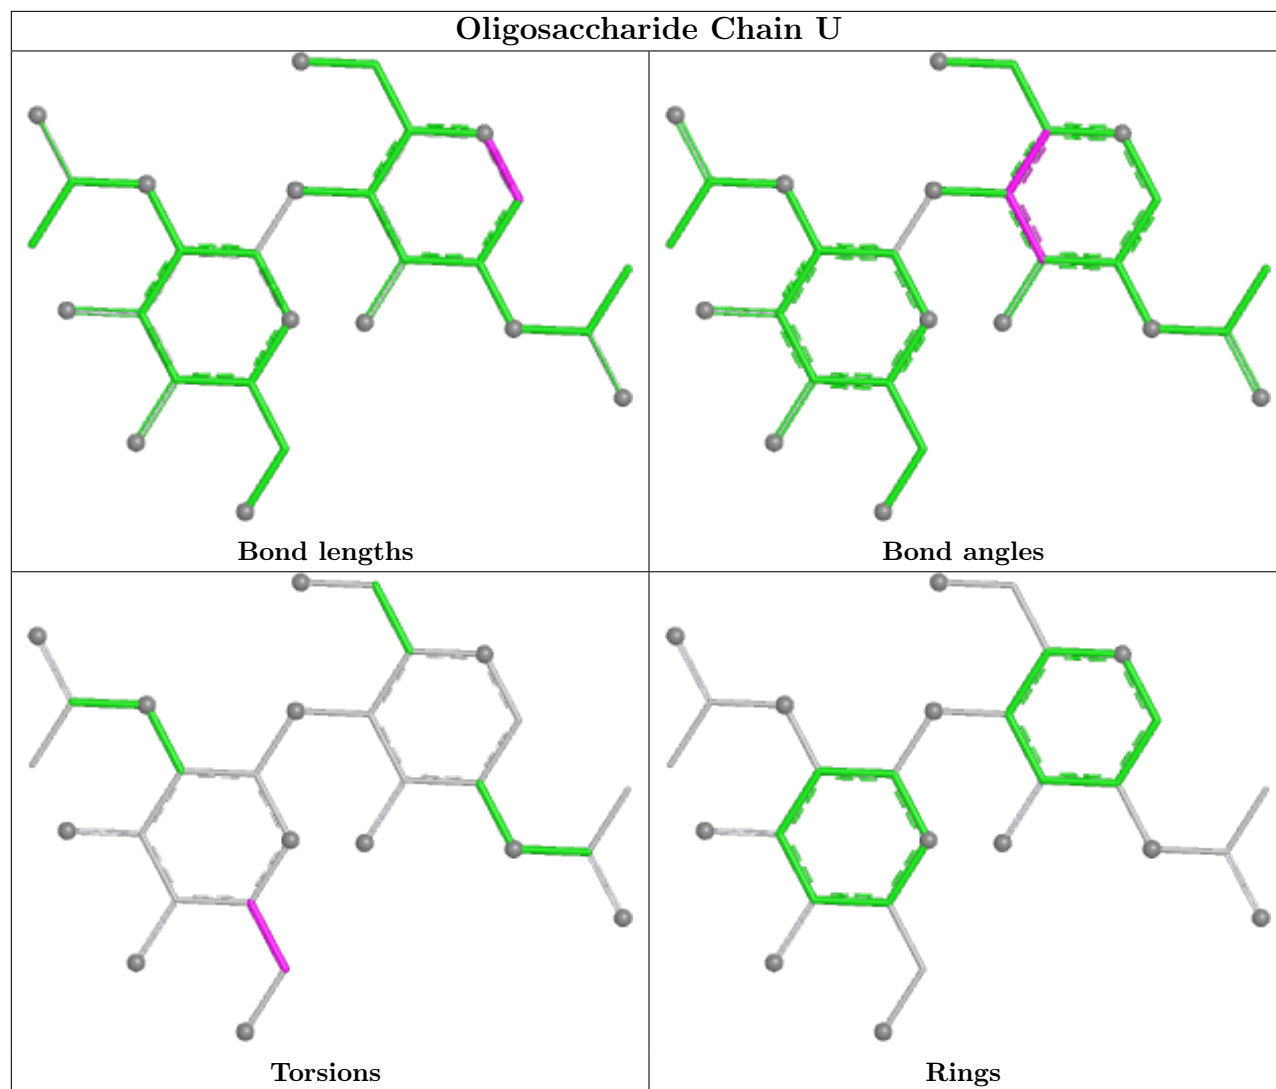 Oligosaccharide Chain U
Bond lengths
Bond angles
Torsions
Rings